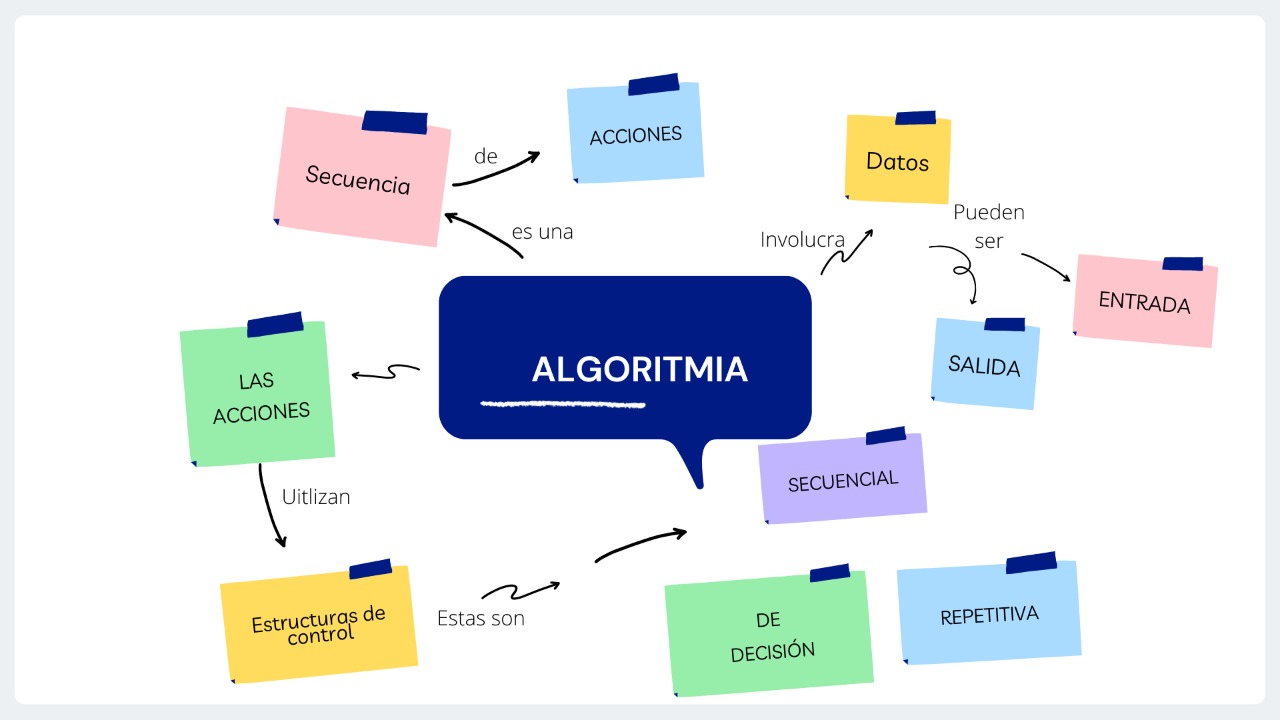 ACCIONES
Secuencia
de
es una
Datos
Involucra
Pueden
ser
ENTRADA
SALIDA
ALGORITMIA
LAS
ACCIONES
Uitlizan
Estructuras de
control
Estas son
SECUENCIAL
DE
DECISIÓN
REPETITIVA